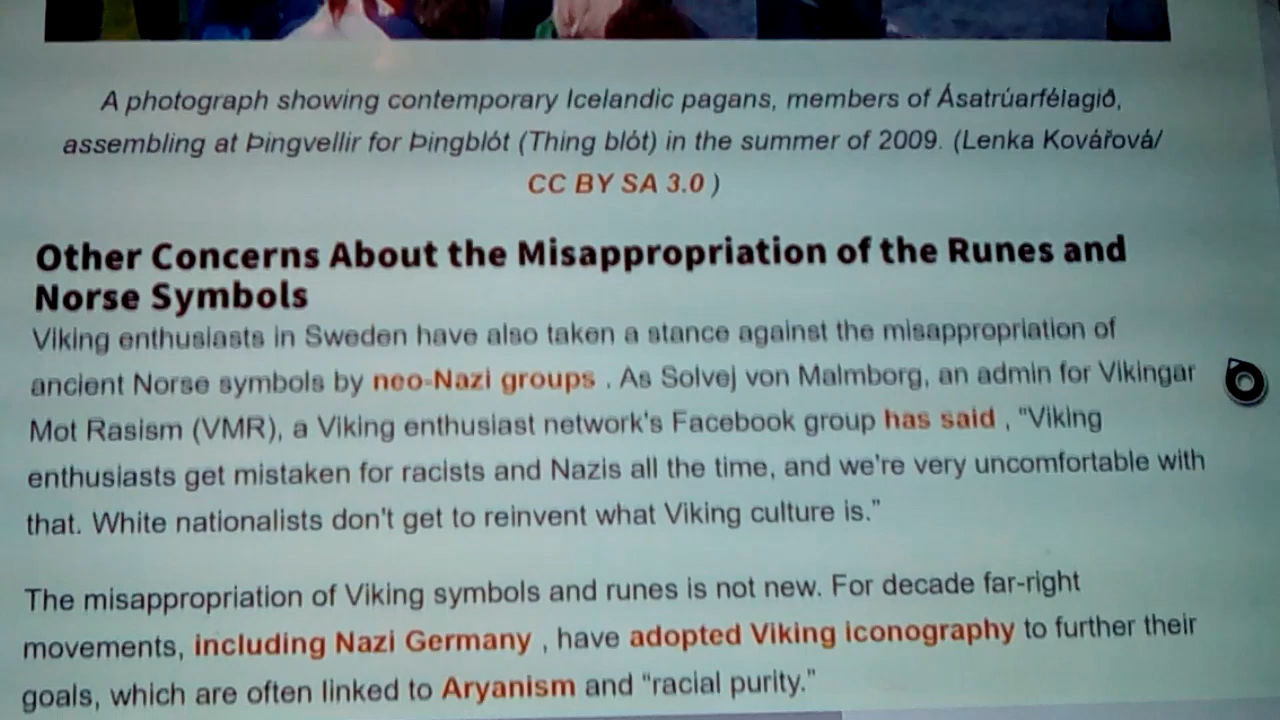 A photograph showing contemporary Icelandic pagans, members of Ásatrúarfélagið,
assembling at Þingvellir for Þingblót (Thing blót) in the summer of 2009. (Lenka Kovářová/
CC BY SA 3.0 )
Other Concerns About the Misappropriation of the Runes and
Norse Symbols
Viking enthusiasts in Sweden have also taken a stance against the misappropriation of
ancient Norse symbols by neo-Nazi groups . As Solvej von Malmborg, an admin for Vikingar
Mot Rasism (VMR), a Viking enthusiast network's Facebook group has said , “Viking
enthusiasts get mistaken for racists and Nazis all the time, and we're very uncomfortable with
that. White nationalists don't get to reinvent what Viking culture is.”
The misappropriation of Viking symbols and runes is not new. For decade far-right
movements, including Nazi Germany , have adopted Viking iconography to further their
goals, which are often linked to Aryanism and “racial purity.”